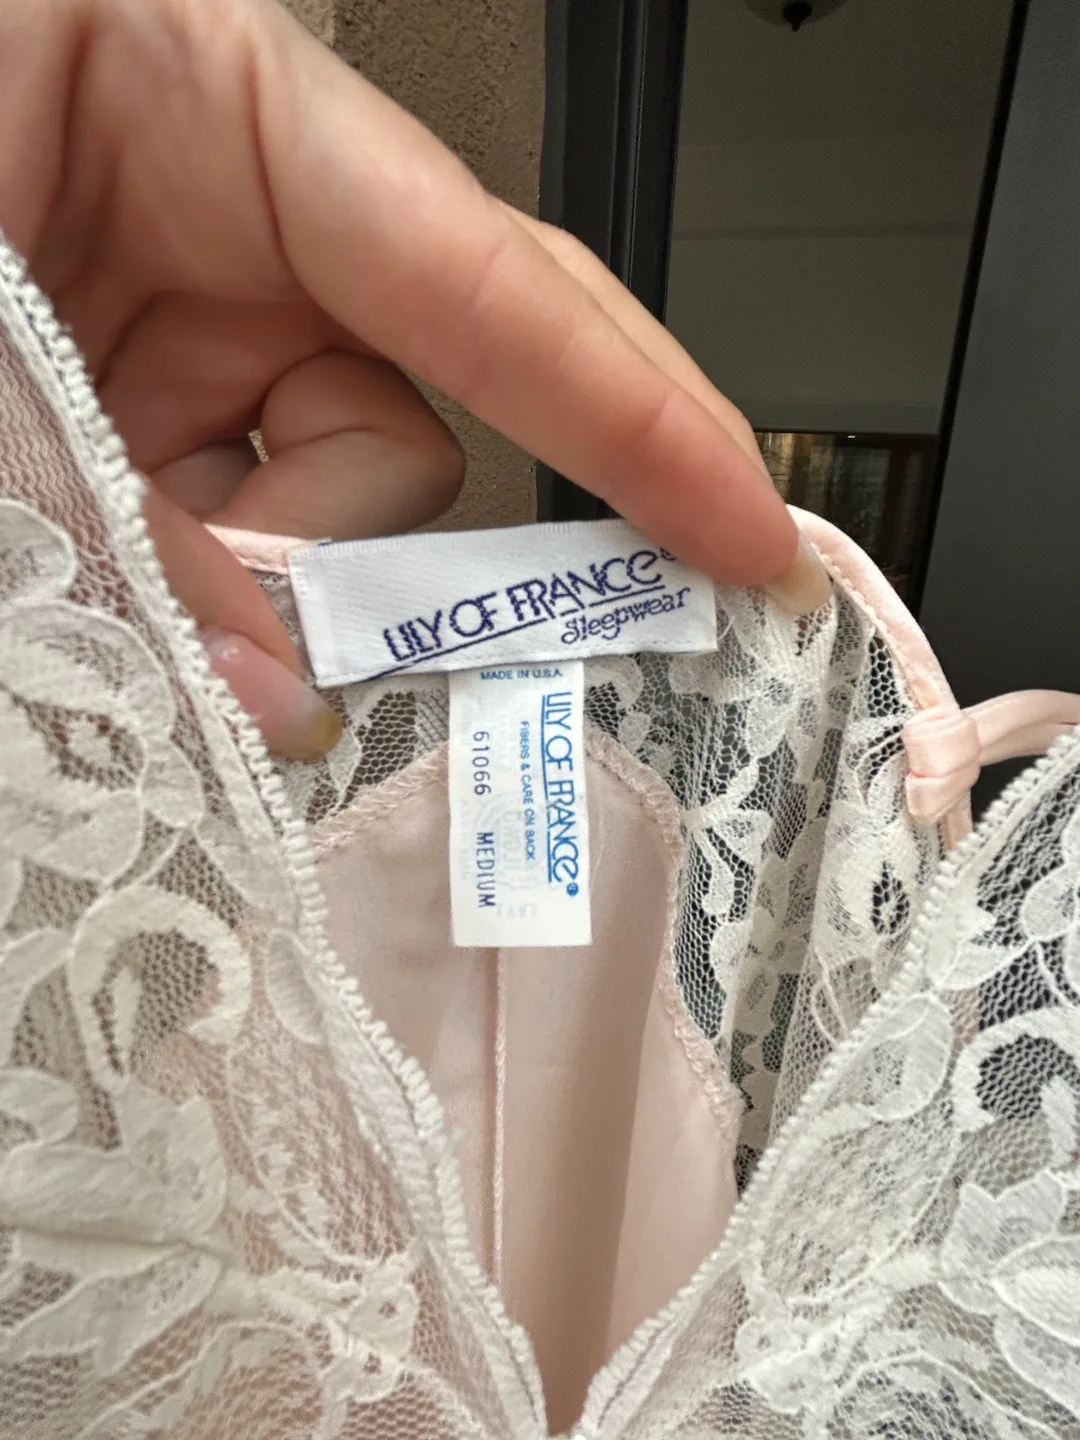 LILY OF FRANCE®
Sleepwear
MADE IN U.S.A.
LILY OF FRANCE®
FIBERS & CARE ON BACK
61066 MEDIUM